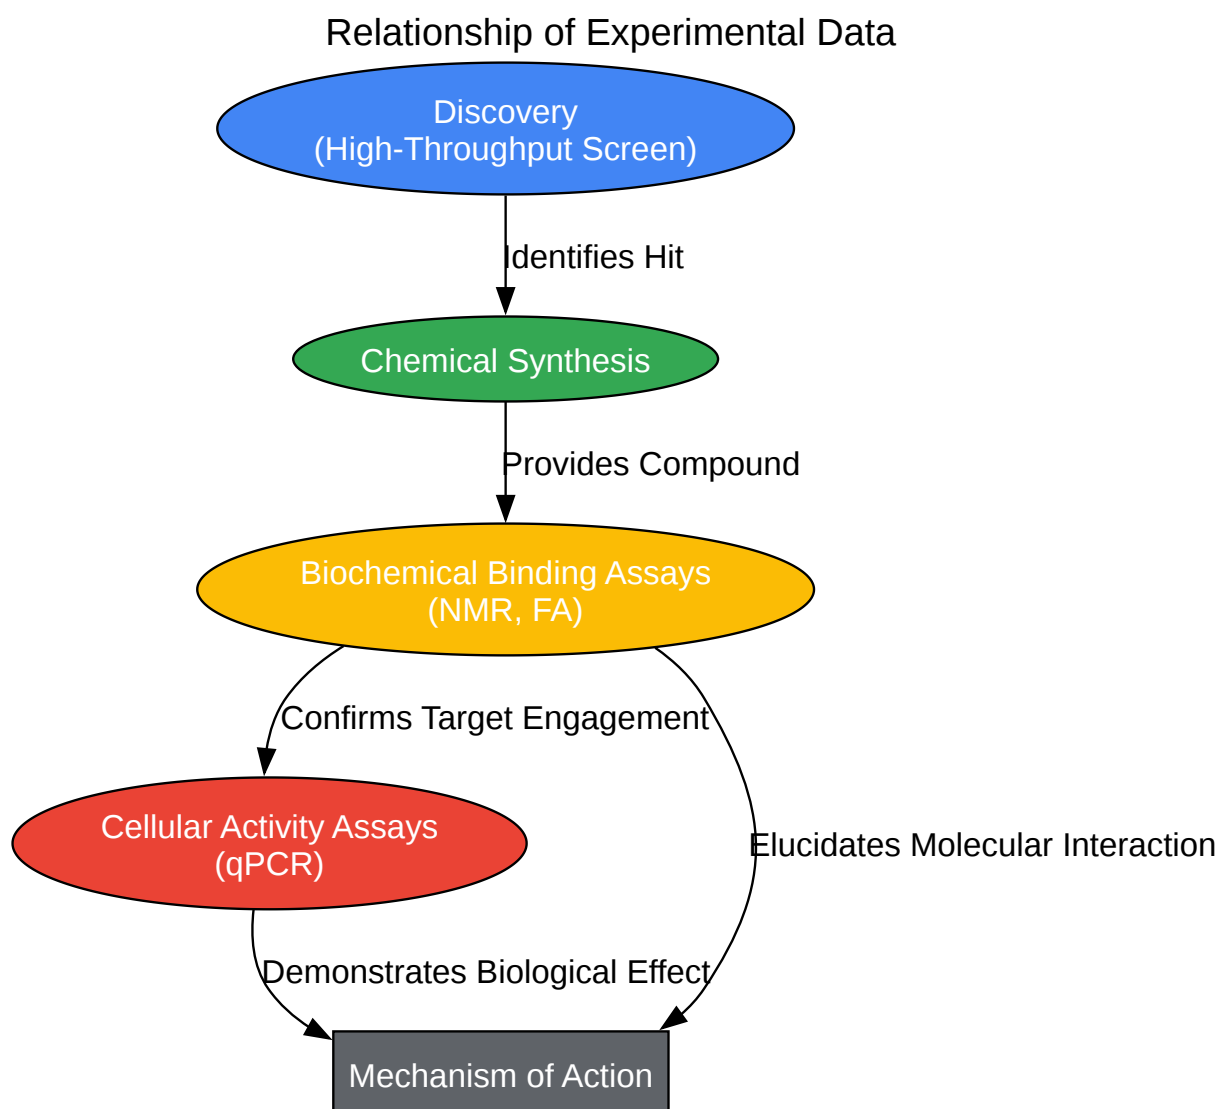 Relationship of Experimental Data
Discovery
(High-Throughput Screen)
Identifies Hit
Chemical Synthesis
Provides Compound
Biochemical Binding Assays
(NMR, FA)
Confirms Target Engagement
Cellular Activity Assays
(qPCR)
Elucidates Molecular Interaction
Demonstrates Biological Effect
Mechanism of Action